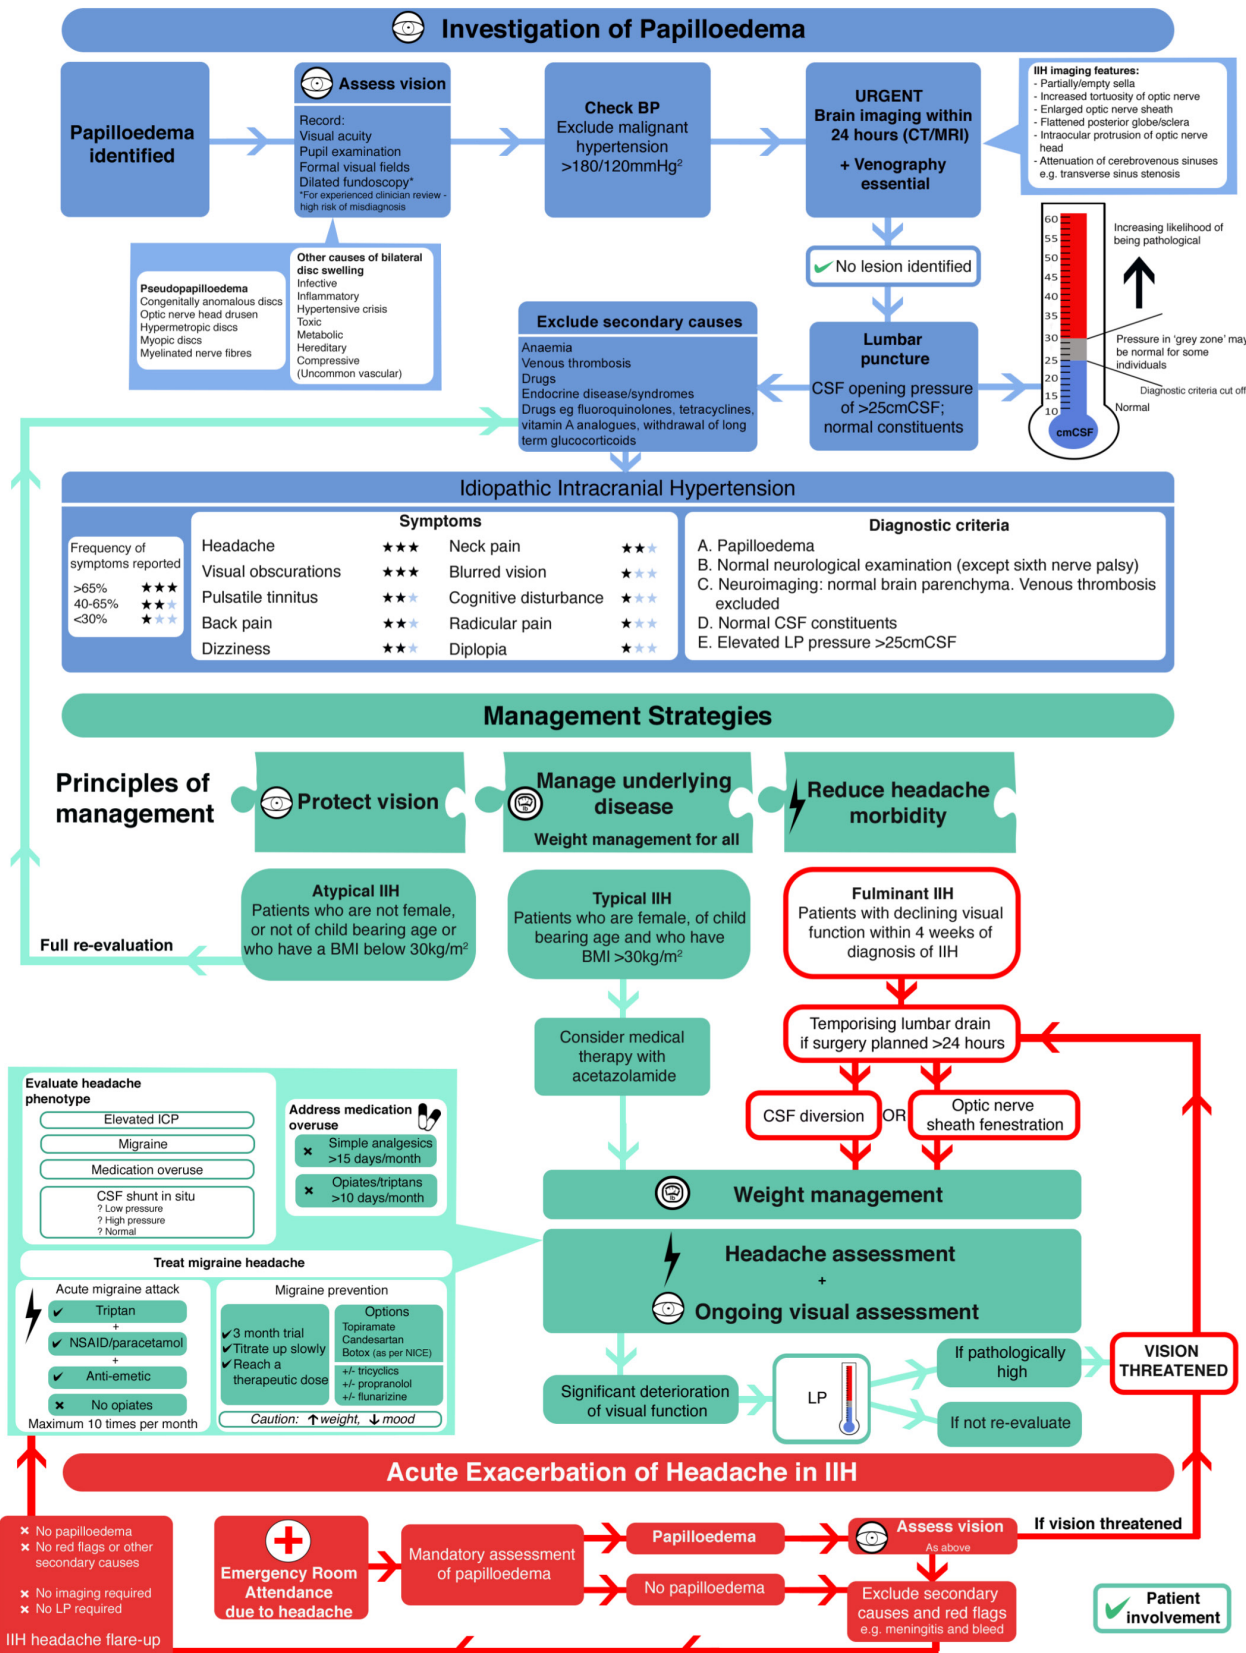 Investigation of Papilloedema
Papilloedema
identified
Assess vision
Record:
Visual acuity
Pupil examination
Formal visual fields
Dilated fundoscopy*
*For experienced clinician review -
high risk of misdiagnosis
Check BP
Exclude malignant
hypertension
>180/120mmHg²
URGENT
Brain imaging within
24 hours (CT/MRI)
+ Venography
essential
IIH imaging features:
- Partially/empty sella
- Increased tortuosity of optic nerve
- Enlarged optic nerve sheath
- Flattened posterior globe/sclera
- Intraocular protrusion of optic nerve
head
- Attenuation of cerebrovenous sinuses
e.g. transverse sinus stenosis
Pseudopapilloedema
Congenitally anomalous discs
Optic nerve head drusen
Hypermetropic discs
Myopic discs
Myelinated nerve fibres
Other causes of bilateral
disc swelling
Infective
Inflammatory
Hypertensive crisis
Toxic
Metabolic
Hereditary
Compressive
(Uncommon vascular)
No lesion identified
Exclude secondary causes
Anaemia
Venous thrombosis
Drugs
Endocrine disease/syndromes
Drugs eg fluoroquinolones, tetracyclines,
vitamin A analogues, withdrawal of long
term glucocorticoids
Lumbar
puncture
CSF opening pressure
of >25cmCSF;
normal constituents
60
55
50
45
40
35
30
25
20
15
10
cmCSF
Increasing likelihood of
being pathological
Pressure in 'grey zone' may
be normal for some
individuals
Diagnostic criteria cut off
Normal
Idiopathic Intracranial Hypertension
Frequency of
symptoms reported
>65% ★★★
40-65% ★★★
<30% ★★★
Symptoms
Headache ★★★
Visual obscurations ★★★
Pulsatile tinnitus ★★★
Back pain ★★★
Dizziness ★★★
Neck pain ★★★
Blurred vision ★★★
Cognitive disturbance ★★★
Radicular pain ★★★
Diplopia ★★★
Diagnostic criteria
A. Papilloedema
B. Normal neurological examination (except sixth nerve palsy)
C. Neuroimaging: normal brain parenchyma. Venous thrombosis
excluded
D. Normal CSF constituents
E. Elevated LP pressure >25cmCSF
Management Strategies
Principles of
management
Protect vision
Manage underlying
disease
Weight management for all
Reduce headache
morbidity
Atypical IIH
Patients who are not female,
or not of child bearing age or
who have a BMI below 30kg/m²
Full re-evaluation
Typical IIH
Patients who are female, of child
bearing age and who have
BMI >30kg/m²
Fulminant IIH
Patients with declining visual
function within 4 weeks of
diagnosis of IIH
Consider medical
therapy with
acetazolamide
Temporising lumbar drain
if surgery planned >24 hours
CSF diversion
OR
Optic nerve
sheath fenestration
Weight management
Headache assessment
+
Ongoing visual assessment
Evaluate headache
phenotype
Elevated ICP
Migraine
Medication overuse
CSF shunt in situ
? Low pressure
? High pressure
? Normal
Address medication
overuse
Simple analgesics
>15 days/month
Opiates/triptans
>10 days/month
Treat migraine headache
Acute migraine attack
Triptan
+
NSAID/paracetamol
+
Anti-emetic
No opiates
Maximum 10 times per month
Migraine prevention
3 month trial
Titrate up slowly
Reach a
therapeutic dose
Options
Topiramate
Candesartan
Botox (as per NICE)
+/- tricyclics
+/- propranolol
+/- flunarizine
Caution: ↑weight, ↓mood
Significant deterioration
of visual function
LP
If pathologically
high
If not re-evaluate
VISION
THREATENED
Acute Exacerbation of Headache in IIH
No papilloedema
No red flags or other
secondary causes
No imaging required
No LP required
IIH headache flare-up
Emergency Room
Attendance
due to headache
Mandatory assessment
of papilloedema
Papilloedema
No papilloedema
Assess vision
As above
If vision threatened
Exclude secondary
causes and red flags
e.g. meningitis and bleed
Patient
involvement